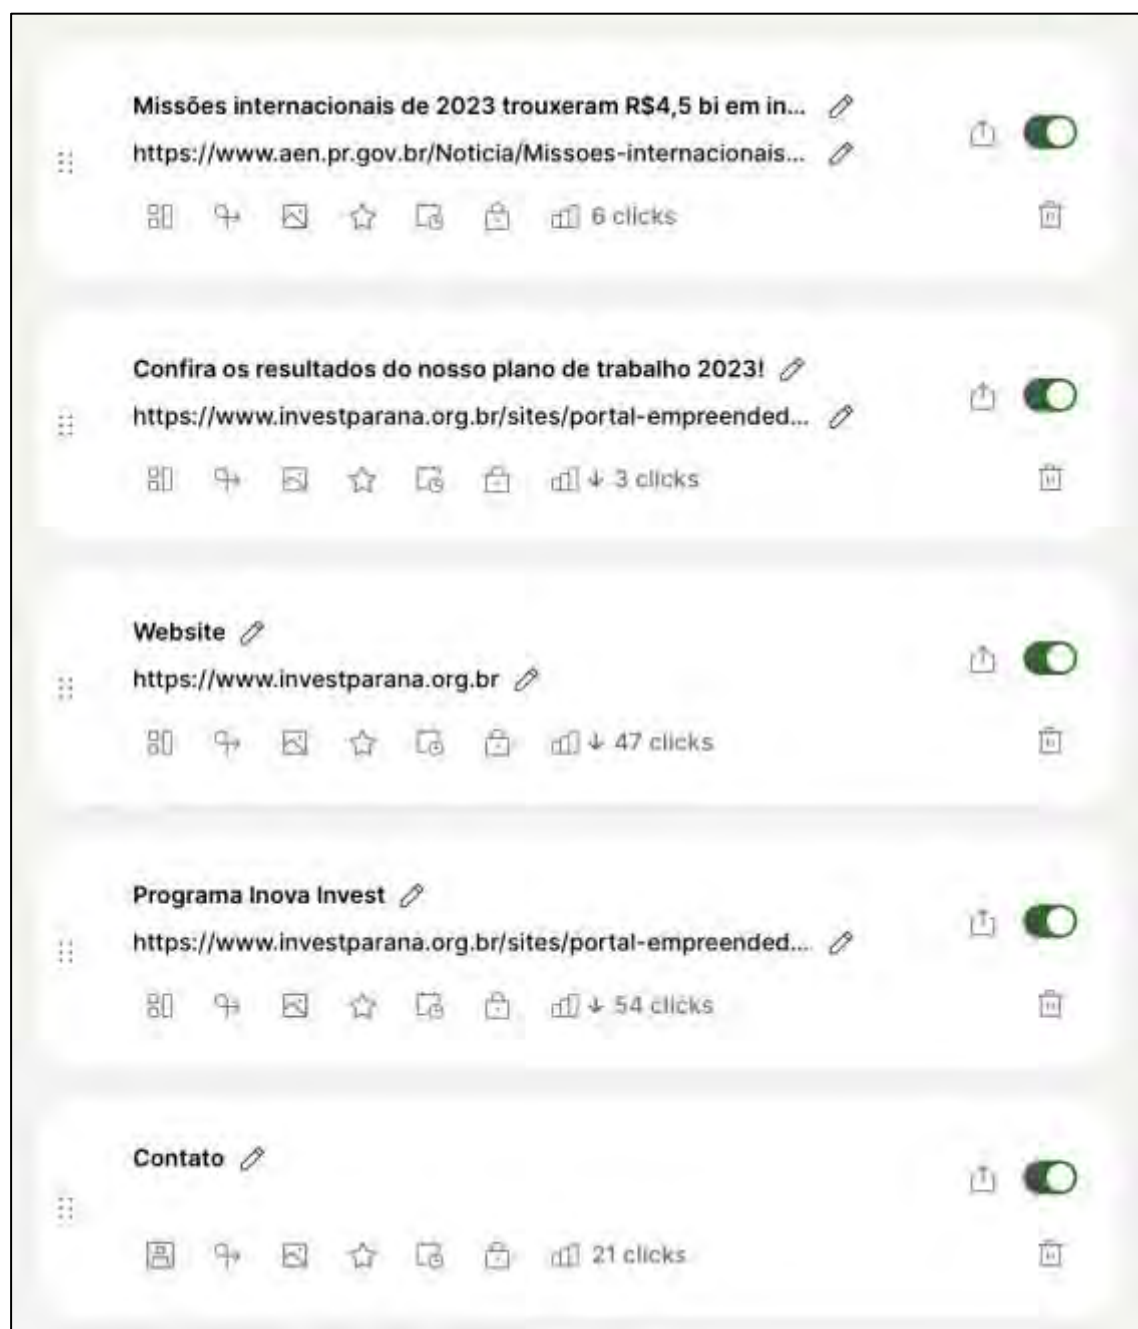 Missões internacionais de 2023 trouxeram R$4,5 bi em in...
https://www.aen.pr.gov.br/Noticia/Missoes-internacionais...
6 clicks
Confira os resultados do nosso plano de trabalho 2023!
https://www.investparana.org.br/sites/portal-empreended...
↓ 3 clicks
Website
https://www.investparana.org.br
↓ 47 clicks
Programa Inova Invest
https://www.investparana.org.br/sites/portal-empreended...
↓ 54 clicks
Contato
21 clicks